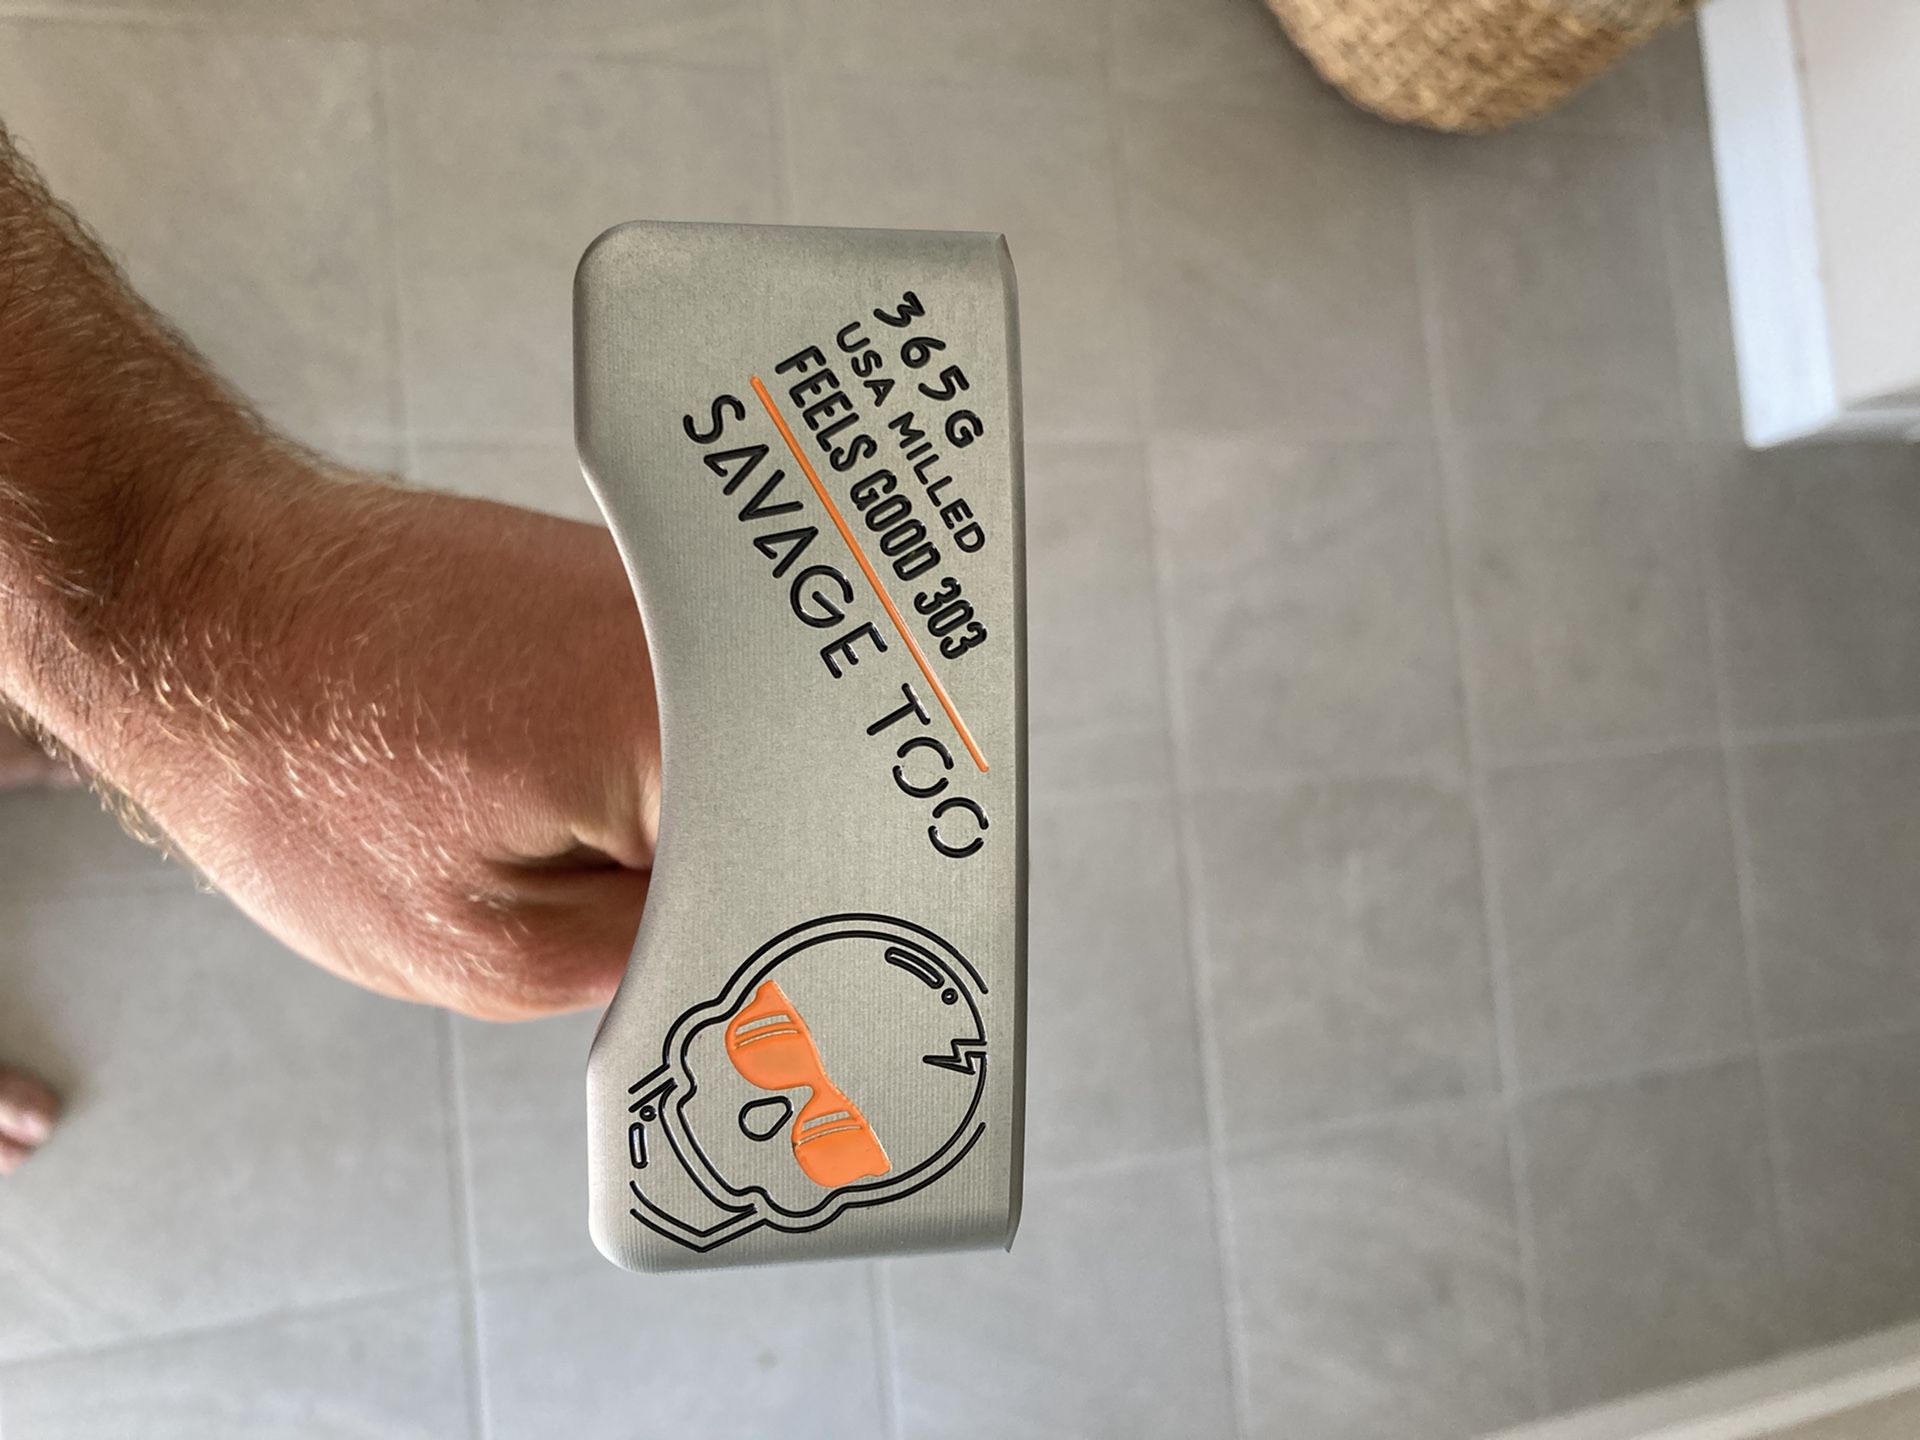 365G
USA MILLED
FEELS GOOD 303
SAVAGE TOO